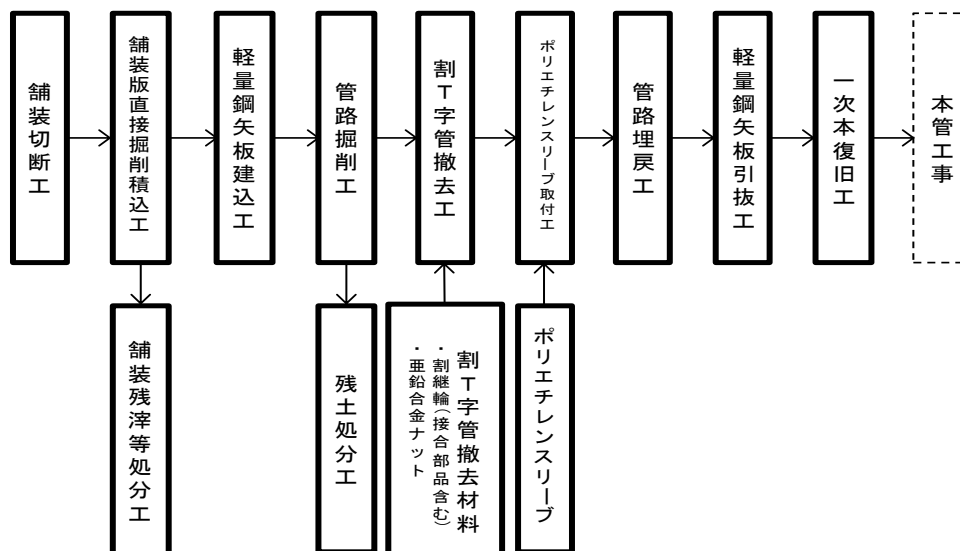 舗装切断工
舗装版直接掘削積込工
軽量鋼矢板建込工
管路掘削工
割T字管撤去工
ポリエチレンスリーブ取付工
管路埋戻工
軽量鋼矢板引抜工
一次本復旧工
本管工事
舗装残滓等処分工
残土処分工
割T字管撤去材料
・割継輪(接合部品含む)
・亜鉛合金ナット
ポリエチレンスリーブ